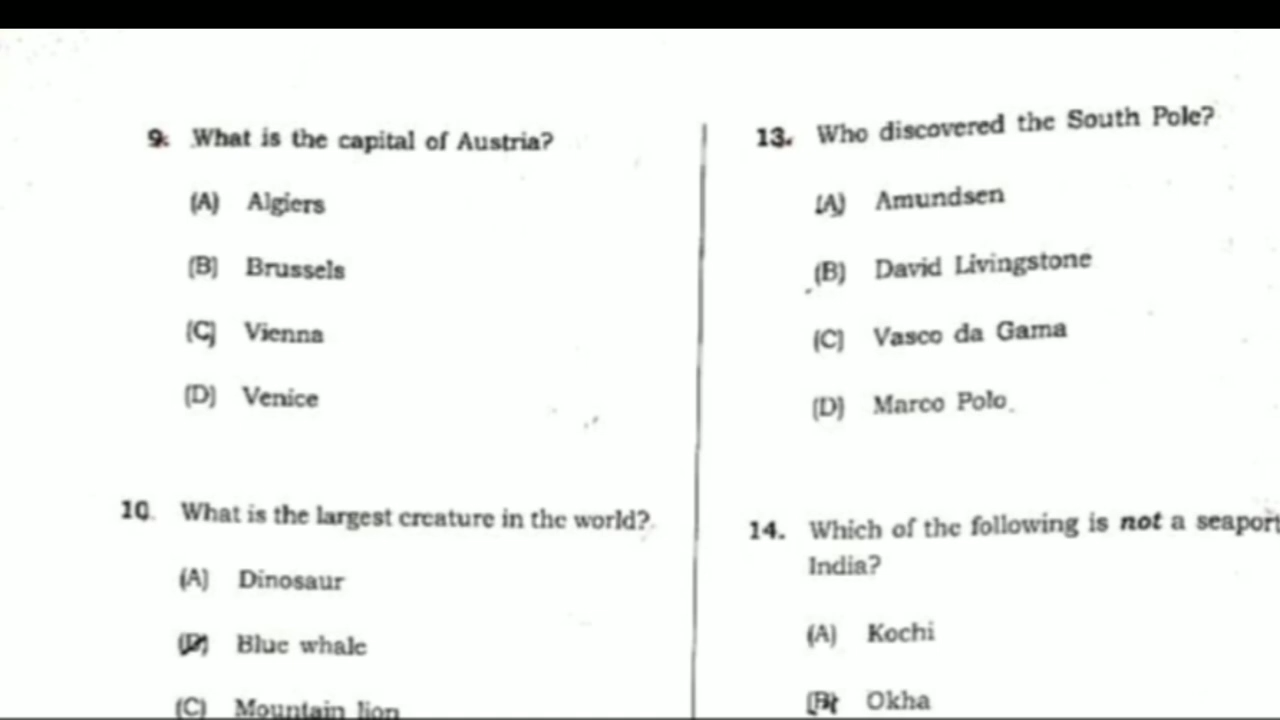 9. What is the capital of Austria?
(A) Algiers
(B) Brussels
(C) Vienna
(D) Venice
10. What is the largest creature in the world?
(A) Dinosaur
(B) Blue whale
(C) Mountain lion
13. Who discovered the South Pole?
(A) Amundsen
(B) David Livingstone
(C) Vasco da Gama
(D) Marco Polo
14. Which of the following is not a seaport
India?
(A) Kochi
(B) Okha